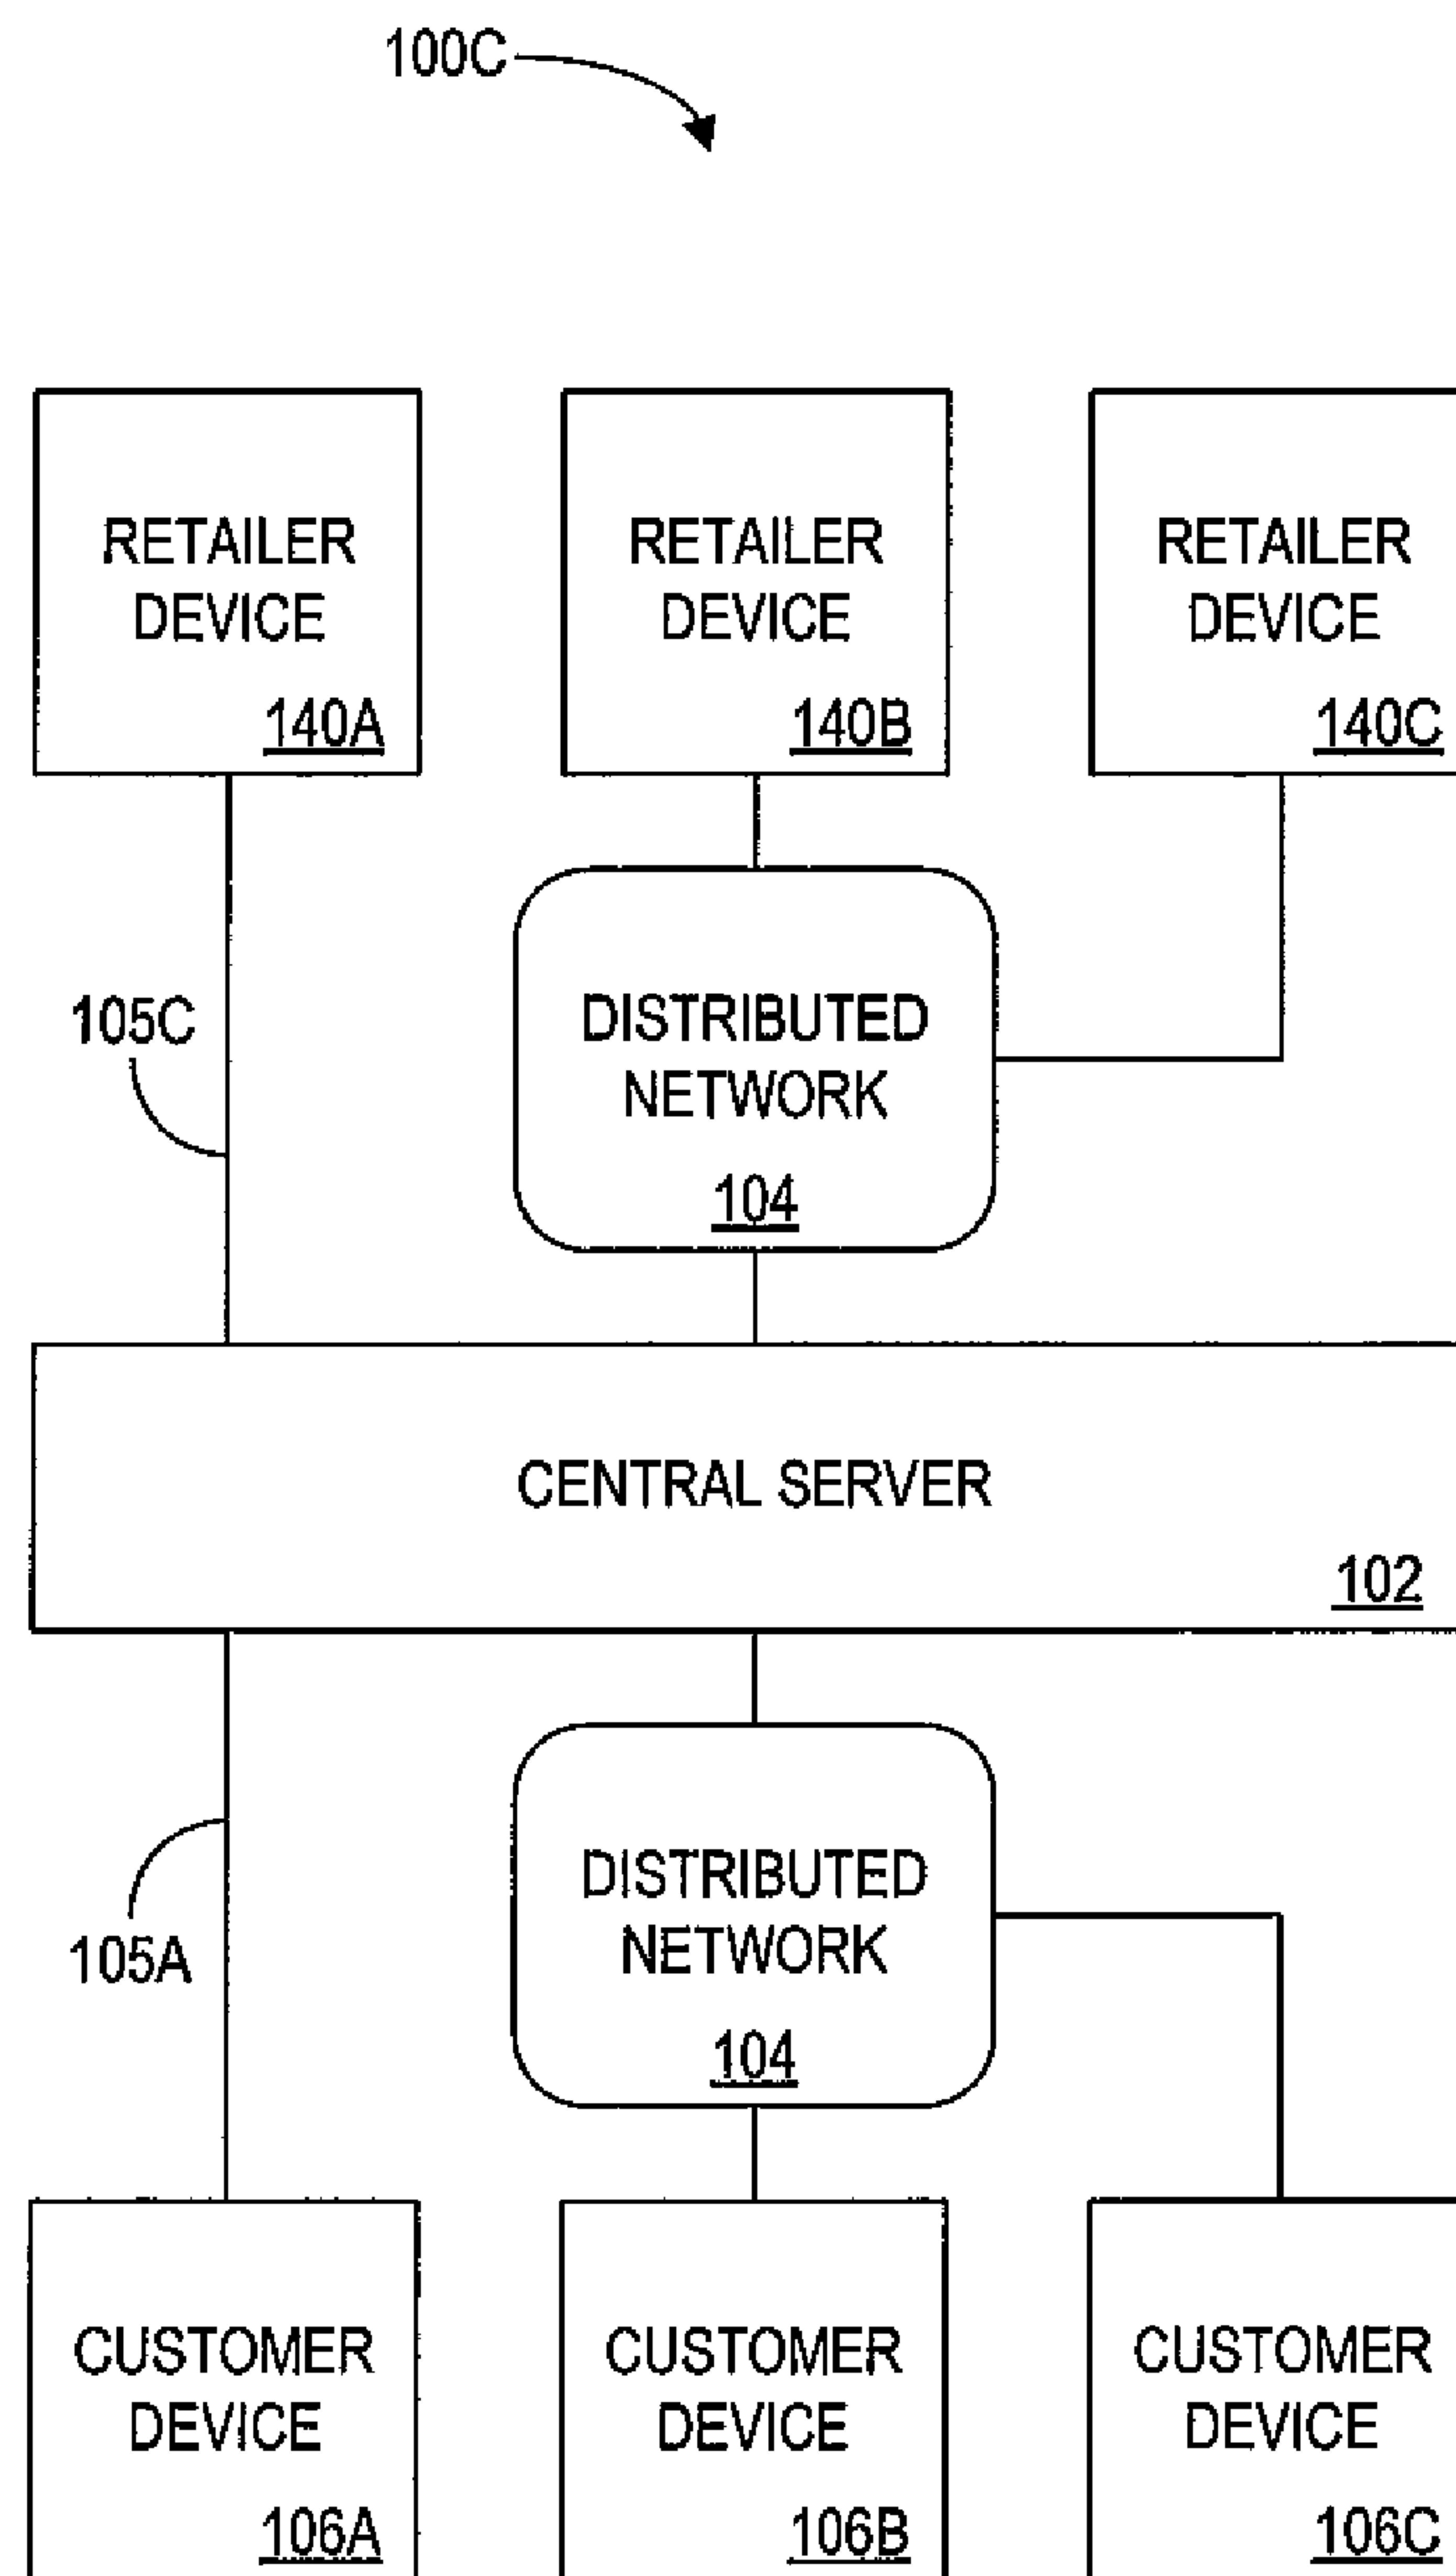 100C
RETAILER
DEVICE
140A
RETAILER
DEVICE
140B
RETAILER
DEVICE
140C
105C
DISTRIBUTED
NETWORK
104
CENTRAL SERVER
102
105A
DISTRIBUTED
NETWORK
104
CUSTOMER
DEVICE
106A
CUSTOMER
DEVICE
106B
CUSTOMER
DEVICE
106C